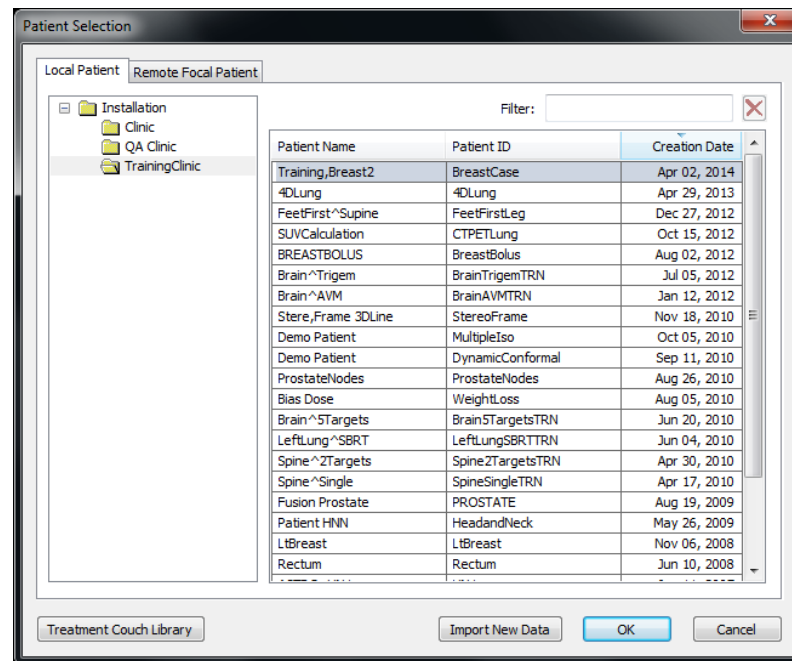 Patient Selection
Local Patient Remote Focal Patient
Installation
Clinic
QA Clinic
TrainingClinic
Filter:
Patient Name Patient ID Creation Date
Training,Breast2 BreastCase Apr 02, 2014
4DLung 4DLung Apr 29, 2013
FeetFirst^Supine FeetFirstLeg Dec 27, 2012
SUVCalculation CTPETLung Oct 15, 2012
BREASTBOLUS BreastBolus Aug 02, 2012
Brain^Trigem BrainTrigemTRN Jul 05, 2012
Brain^AVM BrainAVMTRN Jan 12, 2012
Stere,Frame 3DLine StereoFrame Nov 18, 2010
Demo Patient MultipleIso Oct 05, 2010
Demo Patient DynamicConformal Sep 11, 2010
ProstateNodes ProstateNodes Aug 26, 2010
Bias Dose WeightLoss Aug 05, 2010
Brain^5Targets Brain5TargetsTRN Jun 20, 2010
LeftLung^SBRT LeftLungSBRTTRN Jun 04, 2010
Spine^2Targets Spine2TargetsTRN Apr 30, 2010
Spine^Single SpineSingleTRN Apr 17, 2010
Fusion Prostate PROSTATE Aug 19, 2009
Patient HNN HeadandNeck May 26, 2009
LtBreast LtBreast Nov 06, 2008
Rectum Rectum Jun 10, 2008
Treatment Couch Library Import New Data OK Cancel